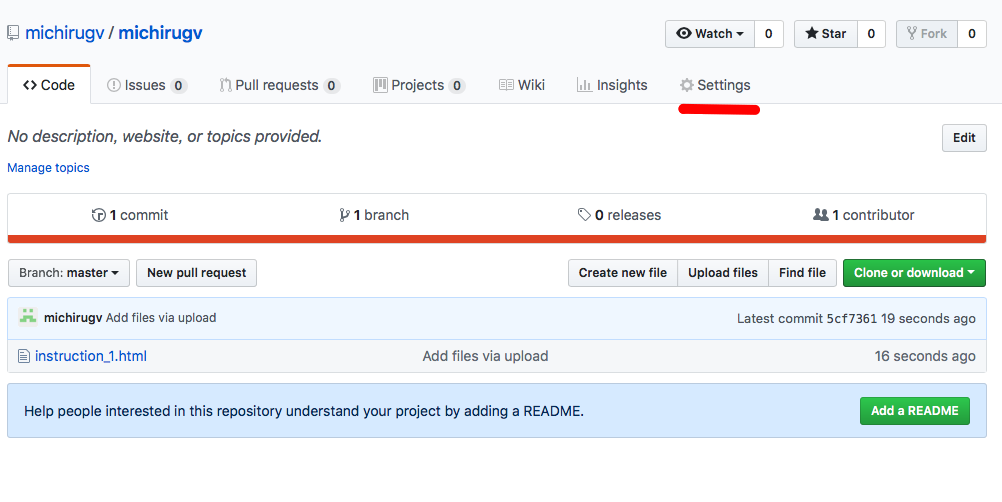 michirugv / michirugv Watch 0 Star 0 Fork 0
Code Issues 0 Pull requests 0 Projects 0 Wiki Insights Settings
No description, website, or topics provided. Edit
Manage topics
1 commit 1 branch 0 releases 1 contributor
Branch: master New pull request Create new file Upload files Find file Clone or download
michirugv Add files via upload Latest commit 5cf7361 19 seconds ago
instruction_1.html Add files via upload 16 seconds ago
Help people interested in this repository understand your project by adding a README. Add a README